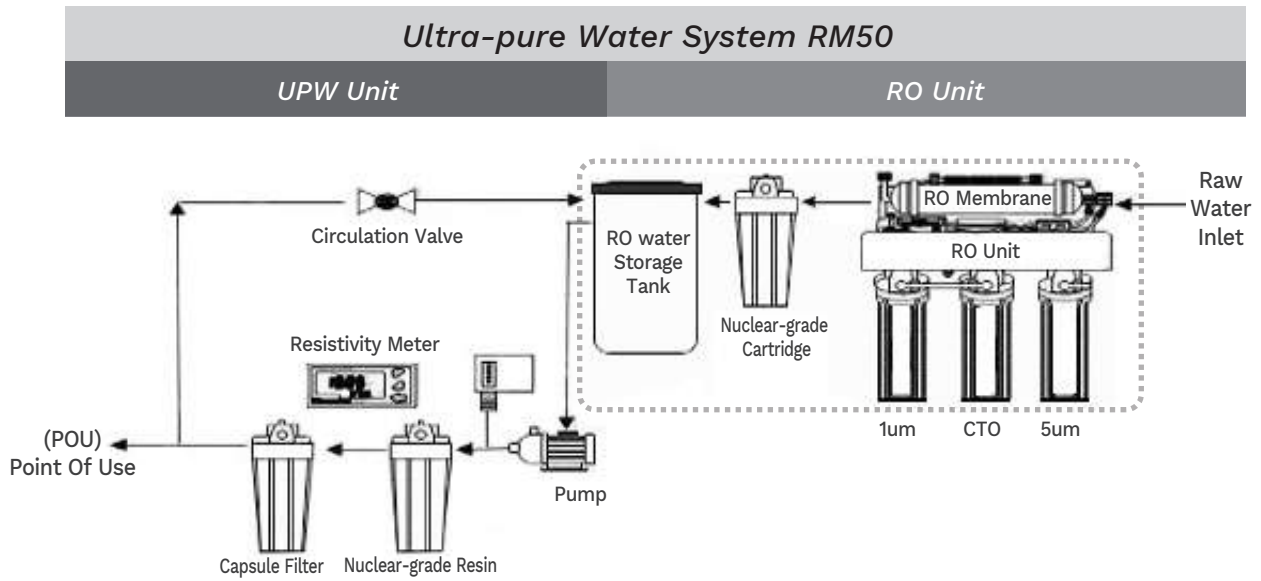 Ultra-pure Water System RM50
UPW Unit
RO Unit
Raw
Water
Inlet
RO Membrane
RO Unit
Circulation Valve
RO water
Storage
Tank
Nuclear-grade
Cartridge
Resistivity Meter
1um
CTO
5um
(POU)
Point Of Use
Pump
Capsule Filter
Nuclear-grade Resin